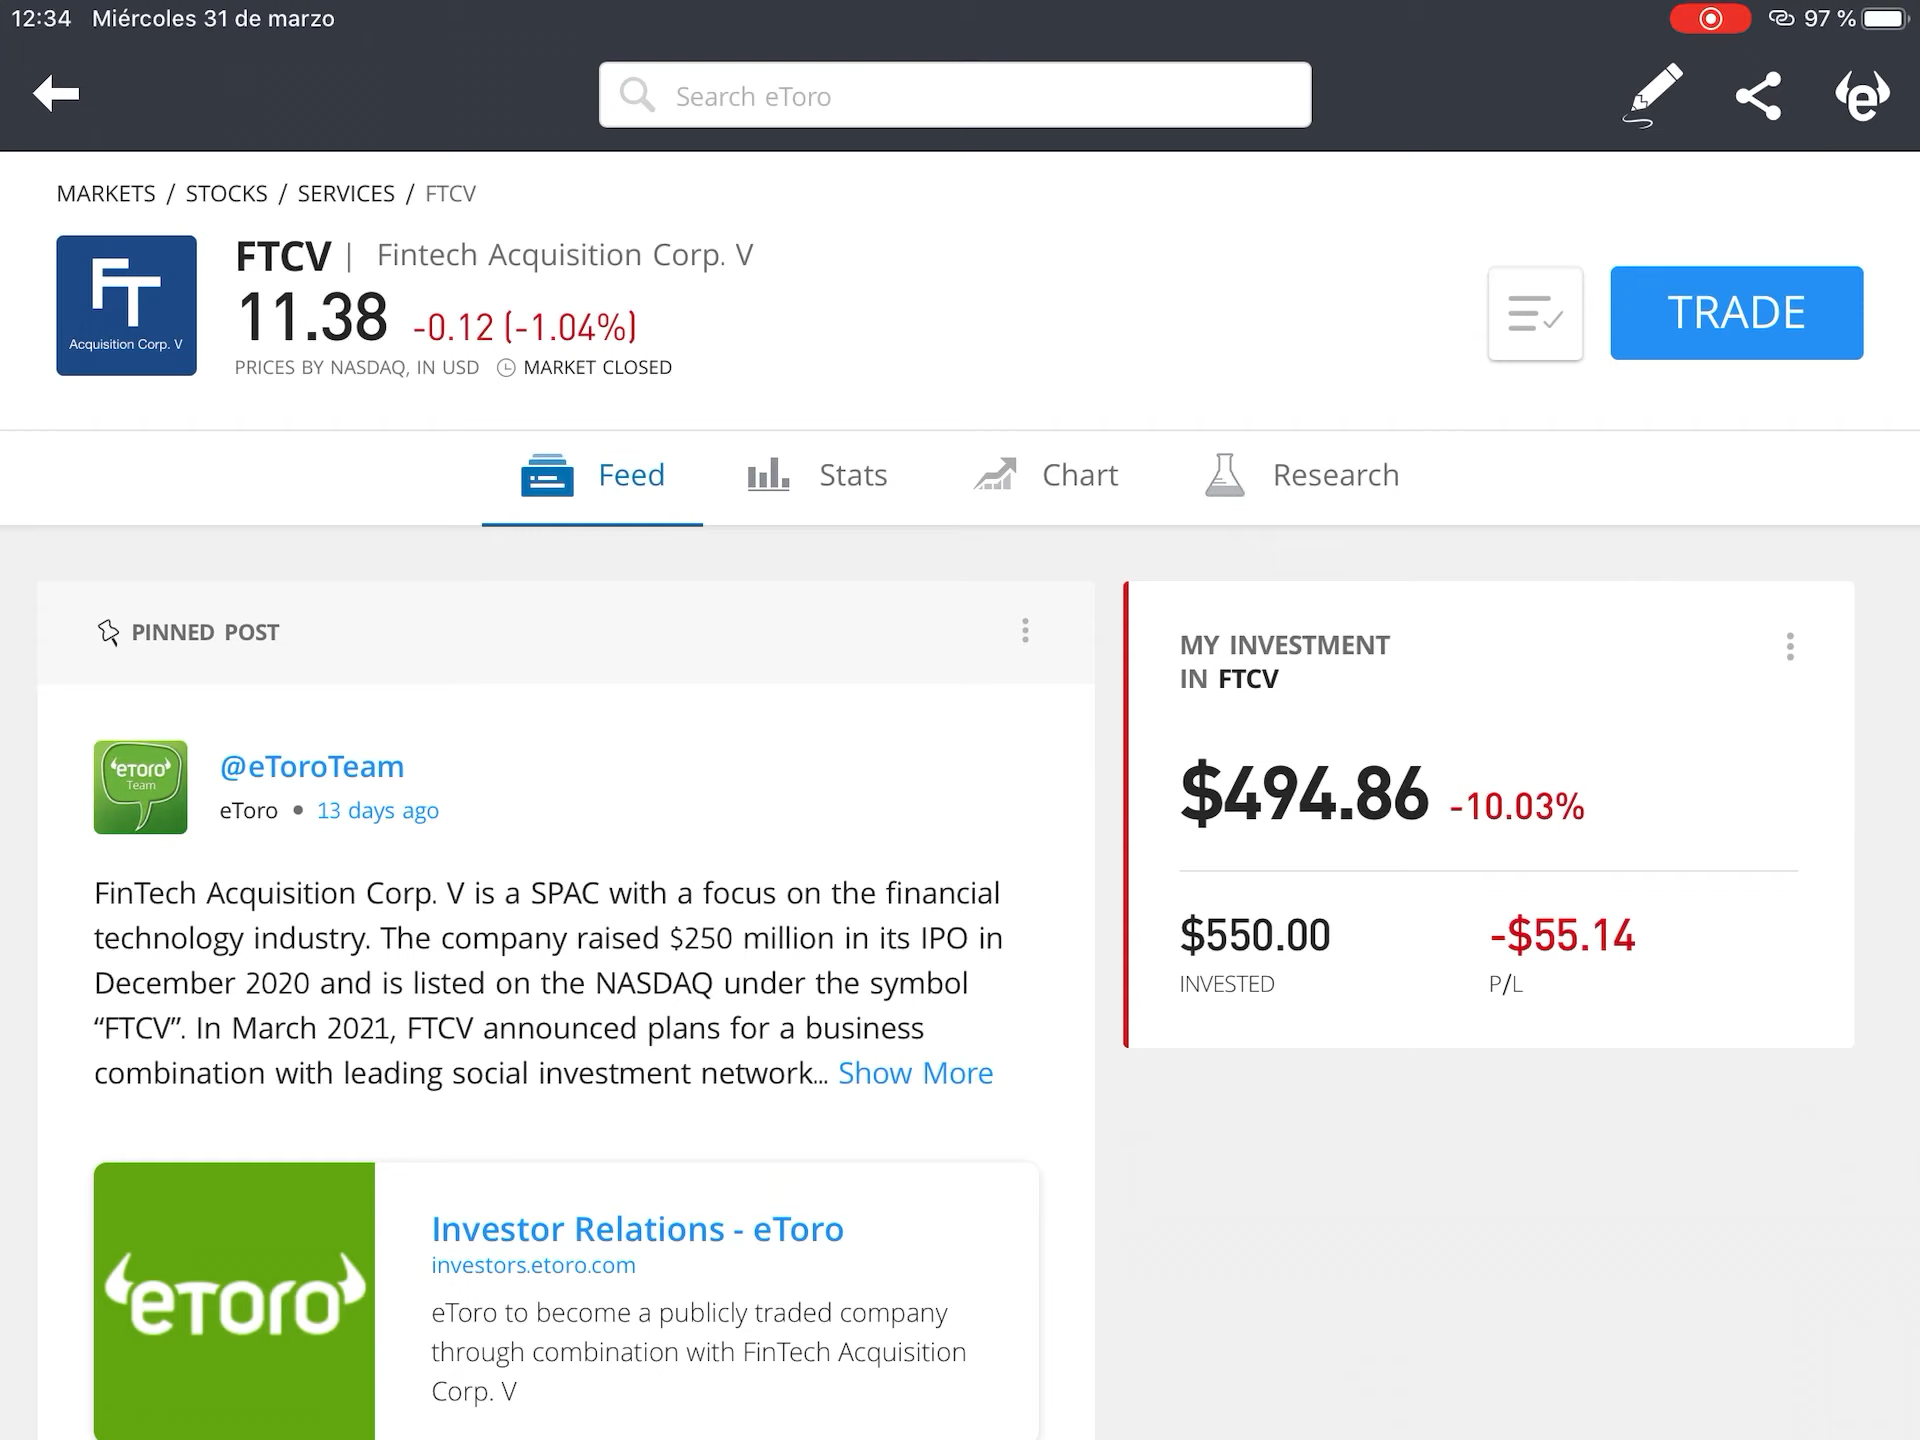 12:34 Miércoles 31 de marzo
97 %
Search eToro
MARKETS / STOCKS / SERVICES / FTCV
FT
Acquisition Corp. V
FTCV | Fintech Acquisition Corp. V
11.38 -0.12 (-1.04%)
PRICES BY NASDAQ, IN USD MARKET CLOSED
TRADE
Feed Stats Chart Research
PINNED POST
eToro
Team
@eToroTeam
eToro • 13 days ago
FinTech Acquisition Corp. V is a SPAC with a focus on the financial
technology industry. The company raised $250 million in its IPO in
December 2020 and is listed on the NASDAQ under the symbol
“FTCV”. In March 2021, FTCV announced plans for a business
combination with leading social investment network... Show More
eToro
Investor Relations - eToro
investors.etoro.com
eToro to become a publicly traded company
through combination with FinTech Acquisition
Corp. V
MY INVESTMENT
IN FTCV
$494.86 -10.03%
$550.00 -$55.14
INVESTED P/L